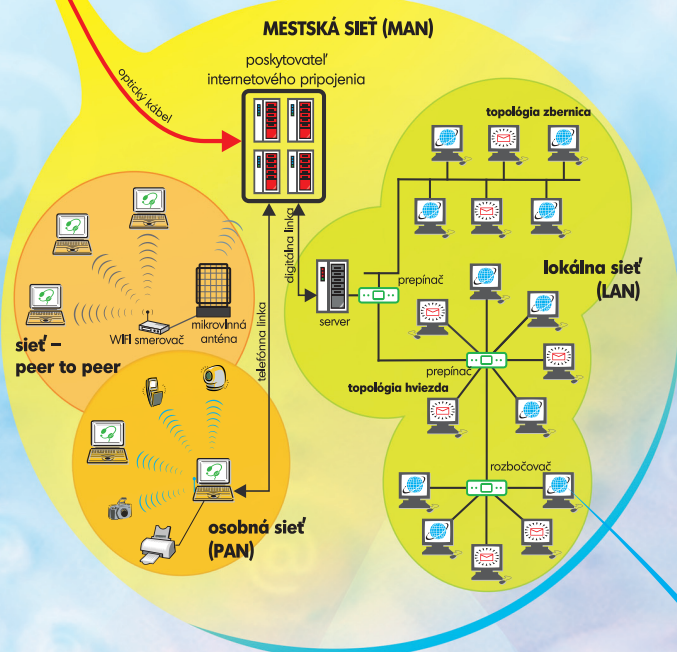 MESTSKÁ SIEŤ (MAN)
poskytovateľ
internetového pripojenia
optický kábel
topológia zbernica
digitálna linka
telefónna linka
lokálna sieť
(LAN)
prepínač
server
WIFI smerovač
mikrovlnná
anténa
sieť –
peer to peer
prepínač
topológia hviezda
rozbočovač
osobná sieť
(PAN)